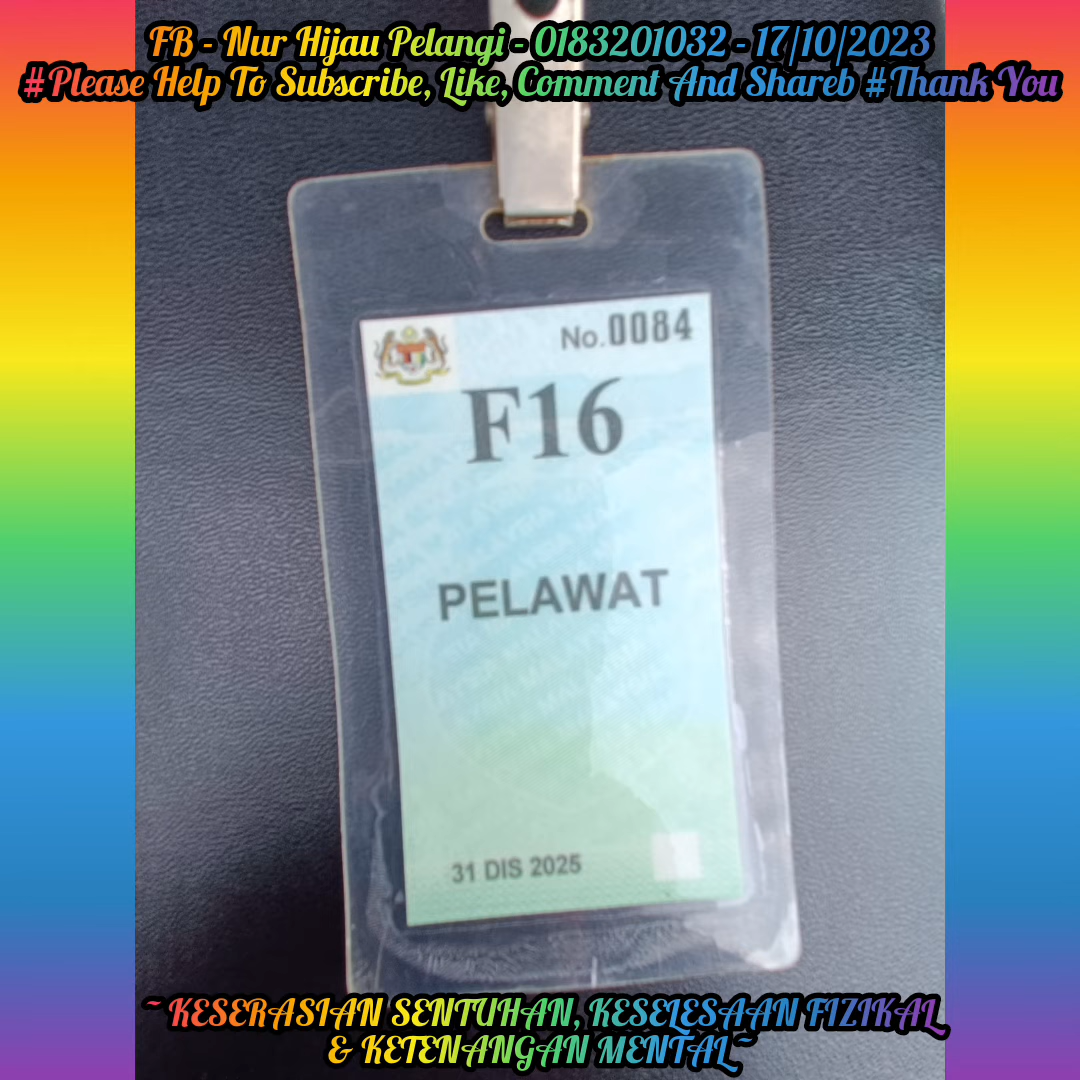 FB - Nur Hijau Pelangi - 0183201032 - 17/10/2023
#Please Help To Subscribe, Like, Comment And Shareb #Thank You
No.0084
F16
PELAWAT
31 DIS 2025
~ KESERASIAN SENTUHAN, KESELESAAN FIZIKAL
& KETENANGAN MENTAL ~